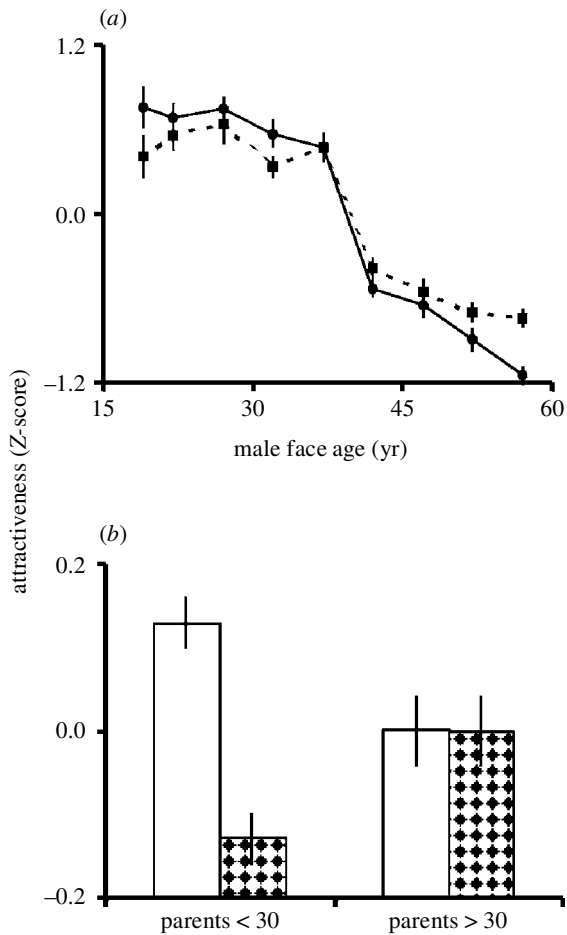 (a)
1.2
0.0
−1.2
15 30 45 60
male face age (yr)
attractiveness (Z-score)
(b)
0.2
0.0
−0.2
parents < 30 parents > 30